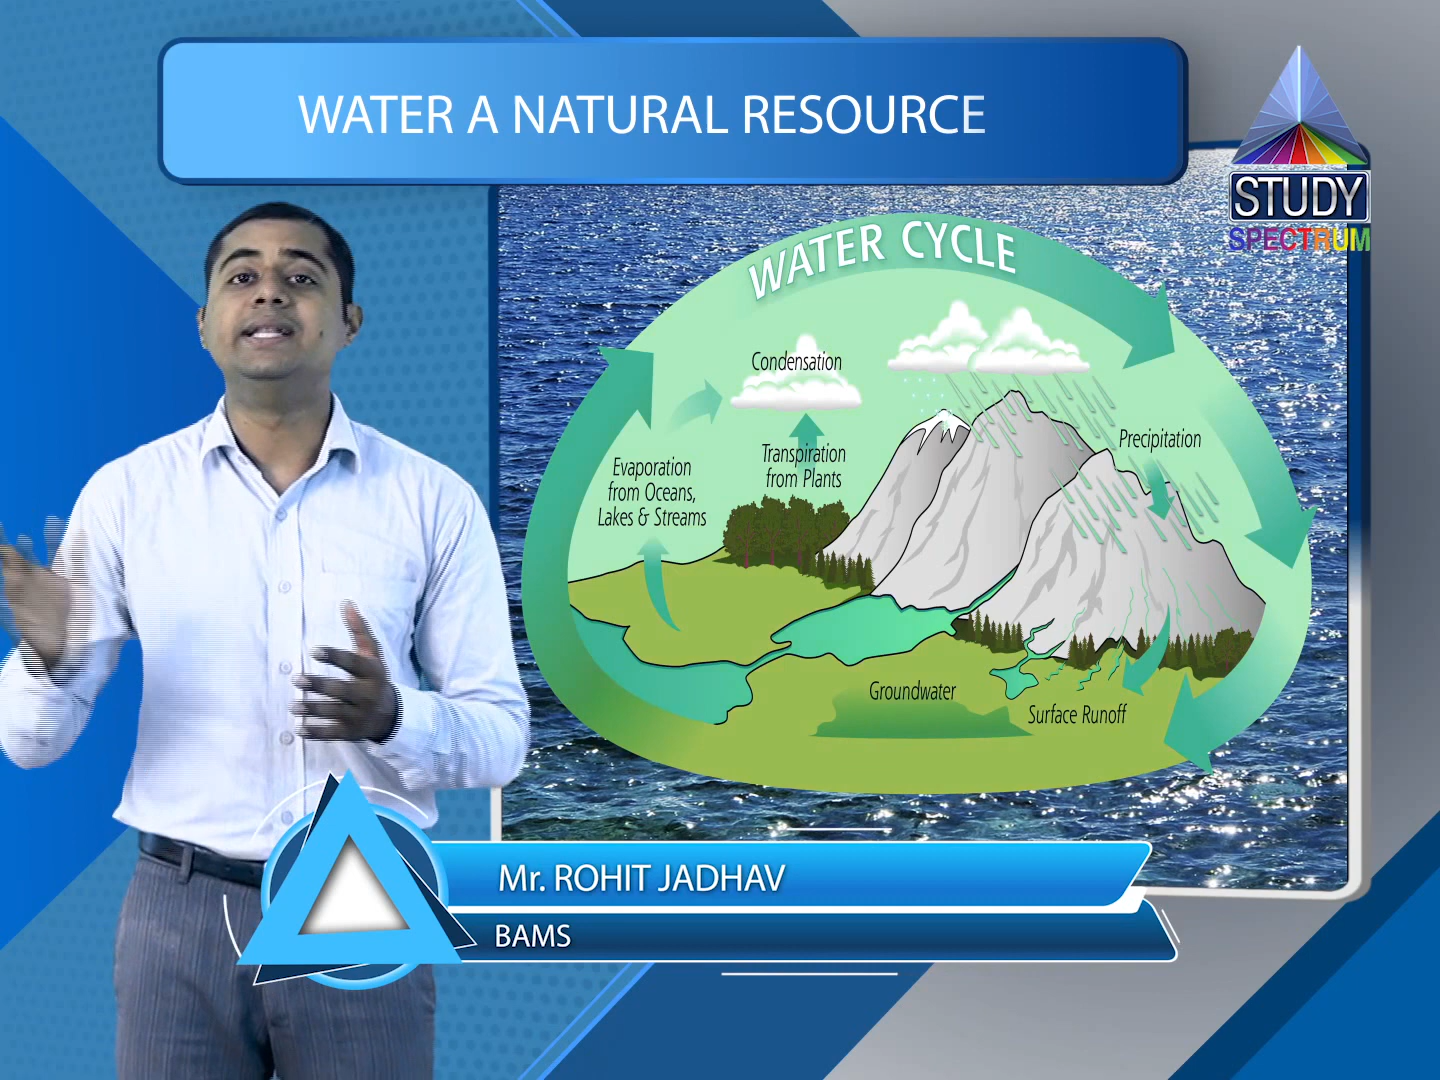 WATER A NATURAL RESOURCE
STUDY
SPECTRUM
WATER CYCLE
Condensation
Precipitation
Evaporation
from Oceans,
Lakes & Streams
Transpiration
from Plants
Groundwater
Surface Runoff
Mr. ROHIT JADHAV
BAMS